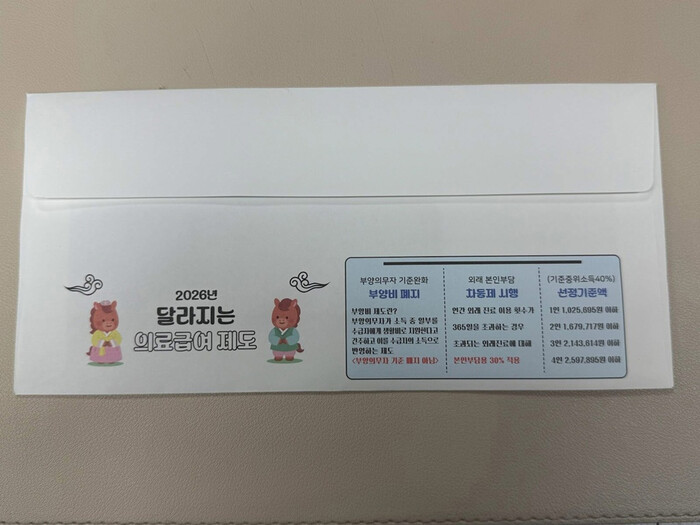 2026년
달라지는
의료급여 제도
부양의무자 기준완화
부양비 폐지
부양비 제도란?
부양의무자가 소득 중 일부를
수급자에게 생활비로 지원한다고
간주하고 이를 수급자의 소득으로
반영하는 제도
<부양의무자 기준 폐지 아님>
외래 본인부담
차등제 시행
연간 외래 진료 이용 횟수가
365일을 초과하는 경우
초과되는 외래진료에 대해
본인부담용 30% 적용
(기준중위소득40%)
선정기준액
1인 1,025,695원 이하
2인 1,679,717원 이하
3인 2,143,614원 이하
4인 2,597,895원 이하